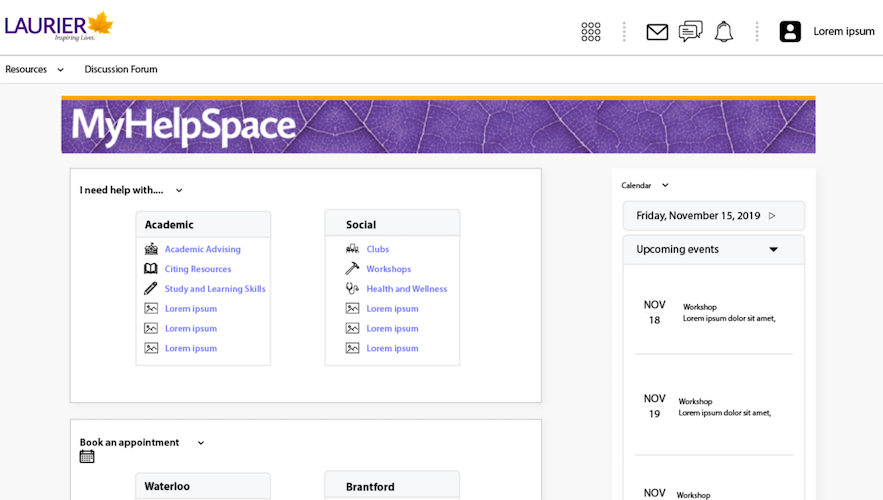 LAURIER
Inspiring Lives.
Lorem ipsum
Resources
Discussion Forum
MyHelpSpace
I need help with....
Academic
Academic Advising
Citing Resources
Study and Learning Skills
Lorem ipsum
Lorem ipsum
Lorem ipsum
Social
Clubs
Workshops
Health and Wellness
Lorem ipsum
Lorem ipsum
Lorem ipsum
Book an appointment
Waterloo
Brantford
Calendar
Friday, November 15, 2019
Upcoming events
NOV
18
Workshop
Lorem ipsum dolor sit amet,
NOV
19
Workshop
Lorem ipsum dolor sit amet,
NOV
Workshop